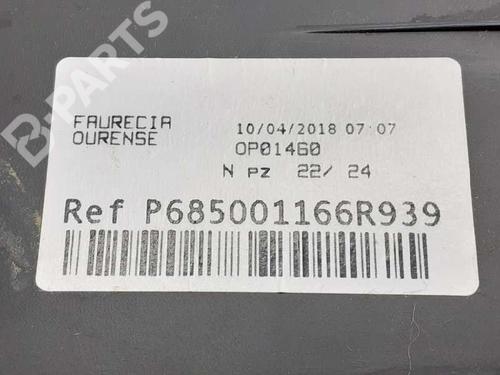 B-PARTS
FAURECIA
OURENSE
10/04/2018 07:07
OP01460
N pz 22/ 24
Ref P685001166R939